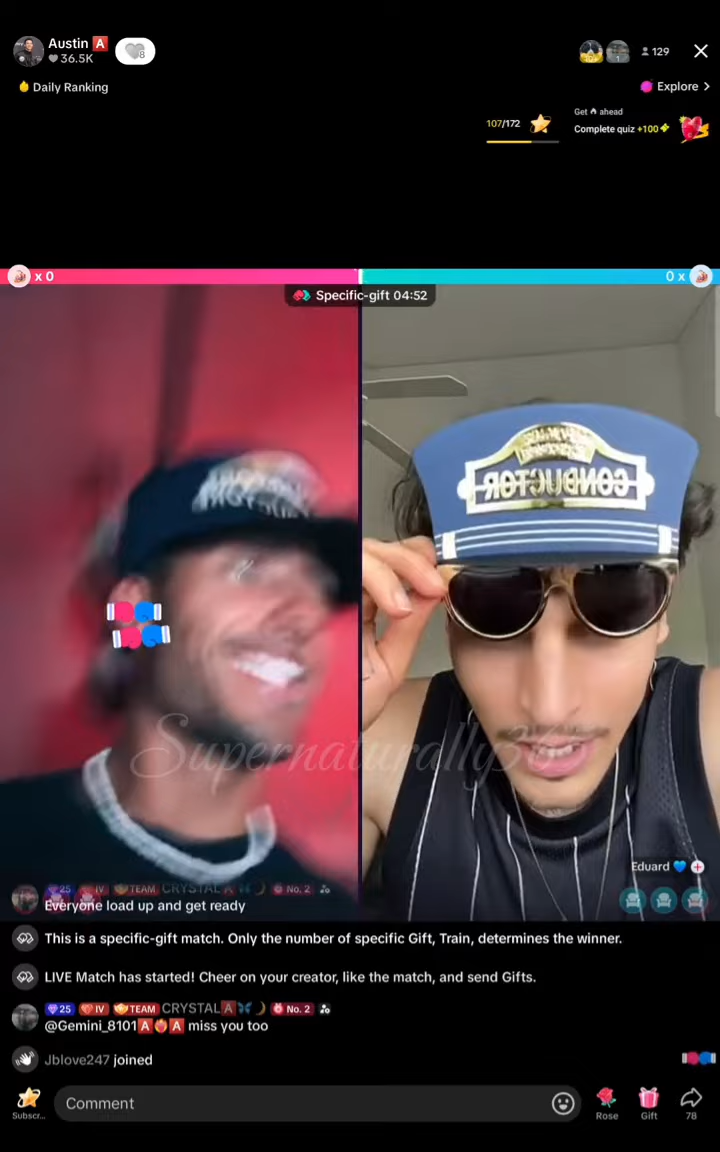 Austin A
36.5K
8
129
Daily Ranking
Explore >
107/172
Get ahead
Complete quiz +100
x 0
0 x
Specific-gift 04:52
CONDUCTOR
Supernaturally36
Eduard
25 IV TEAM CRYSTAL A No. 2
Everyone load up and get ready
This is a specific-gift match. Only the number of specific Gift, Train, determines the winner.
LIVE Match has started! Cheer on your creator, like the match, and send Gifts.
25 IV TEAM CRYSTAL A No. 2
@Gemini_8101 A A miss you too
Jblove247 joined
Subscr...
Comment
Rose
Gift
78